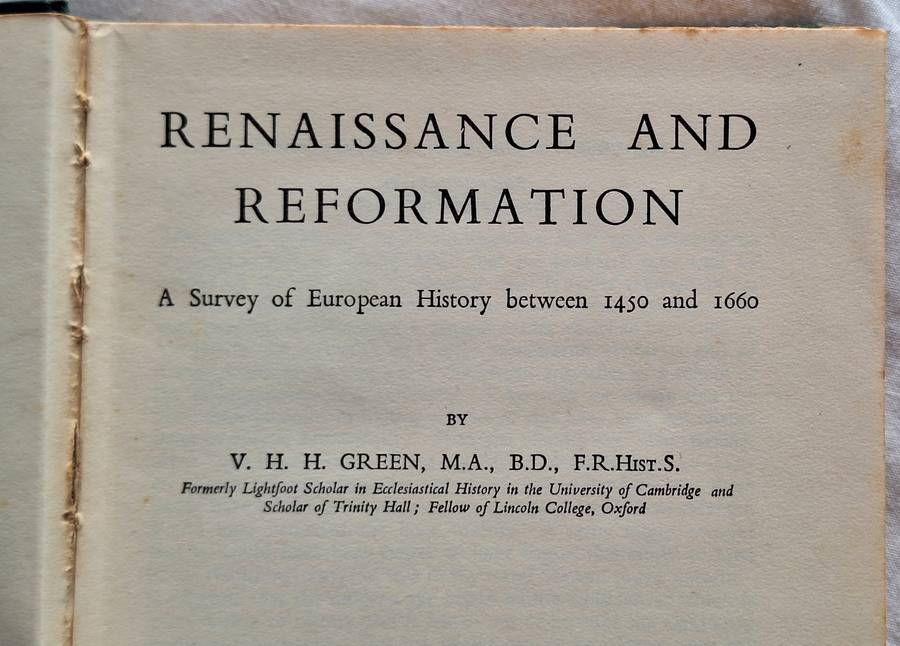 RENAISSANCE AND
REFORMATION
A Survey of European History between 1450 and 1660
BY
V. H. H. GREEN, M.A., B.D., F.R.HIST.S.
Formerly Lightfoot Scholar in Ecclesiastical History in the University of Cambridge and
Scholar of Trinity Hall; Fellow of Lincoln College, Oxford